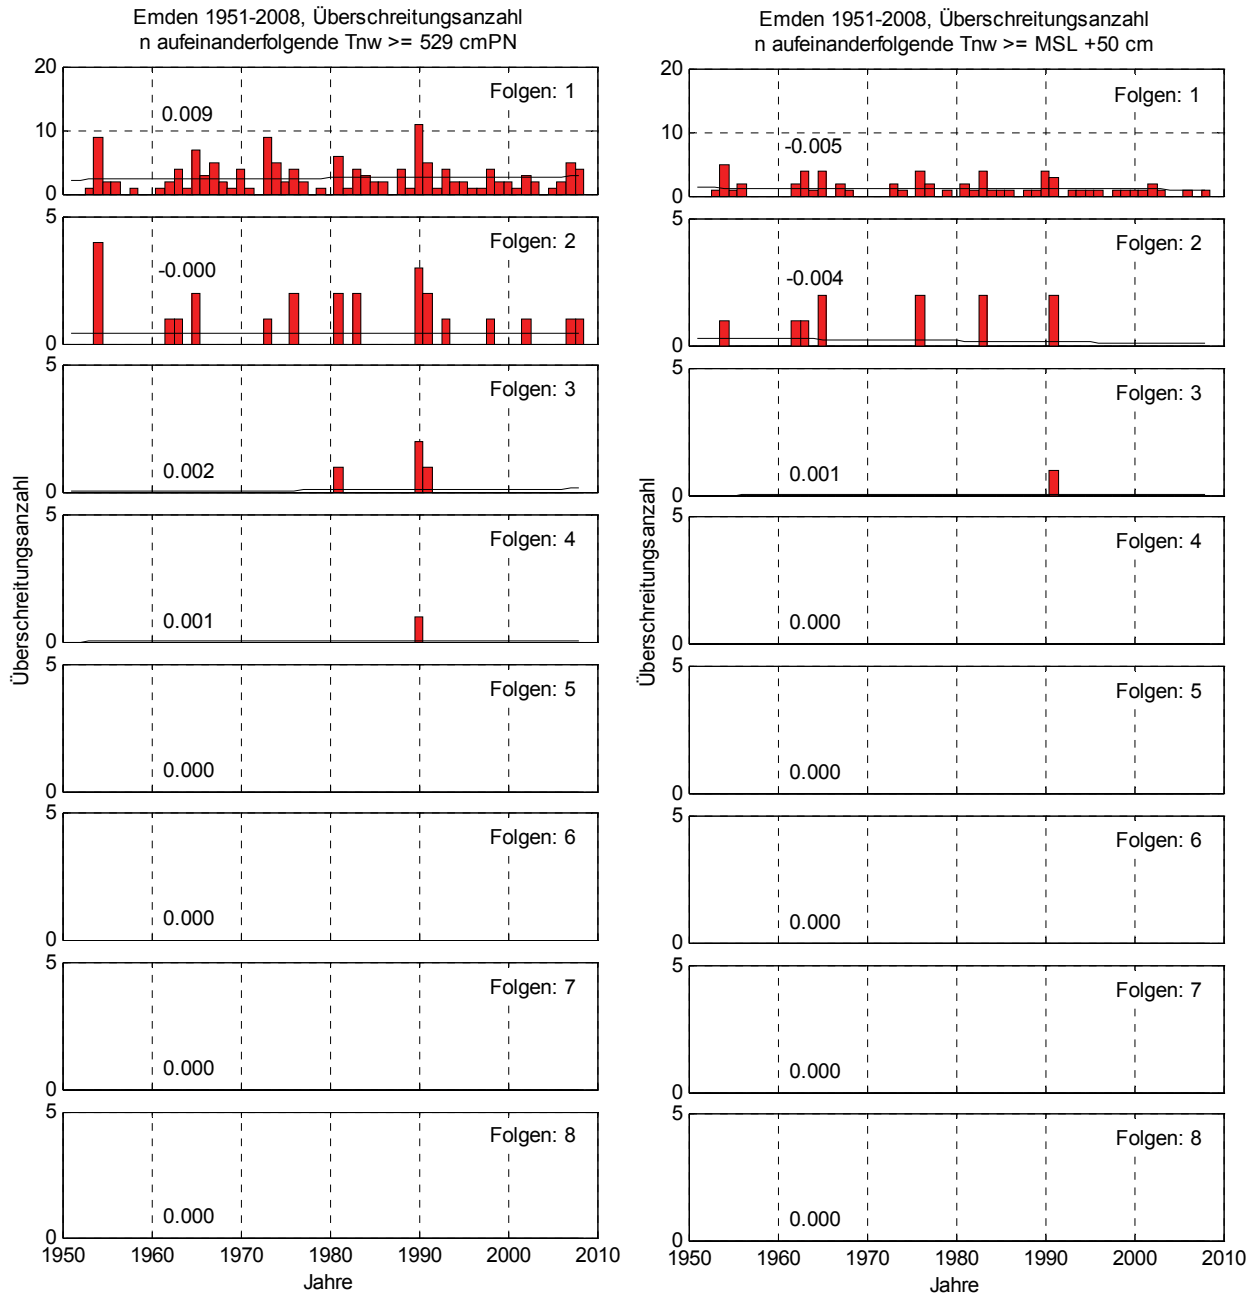 Emden 1951-2008, Überschreitungsanzahl
n aufeinanderfolgende Tnw >= 529 cmPN
20
10
0
Folgen: 1
0.009
5
0
Folgen: 2
-0.000
5
0
Folgen: 3
0.002
5
0
Folgen: 4
0.001
5
0
Folgen: 5
0.000
5
0
Folgen: 6
0.000
5
0
Folgen: 7
0.000
5
0
Folgen: 8
0.000
1950 1960 1970 1980 1990 2000 2010
Jahre
Überschreitungsanzahl
Emden 1951-2008, Überschreitungsanzahl
n aufeinanderfolgende Tnw >= MSL +50 cm
20
10
0
Folgen: 1
-0.005
5
0
Folgen: 2
-0.004
5
0
Folgen: 3
0.001
5
0
Folgen: 4
0.000
5
0
Folgen: 5
0.000
5
0
Folgen: 6
0.000
5
0
Folgen: 7
0.000
5
0
Folgen: 8
0.000
1950 1960 1970 1980 1990 2000 2010
Jahre
Überschreitungsanzahl